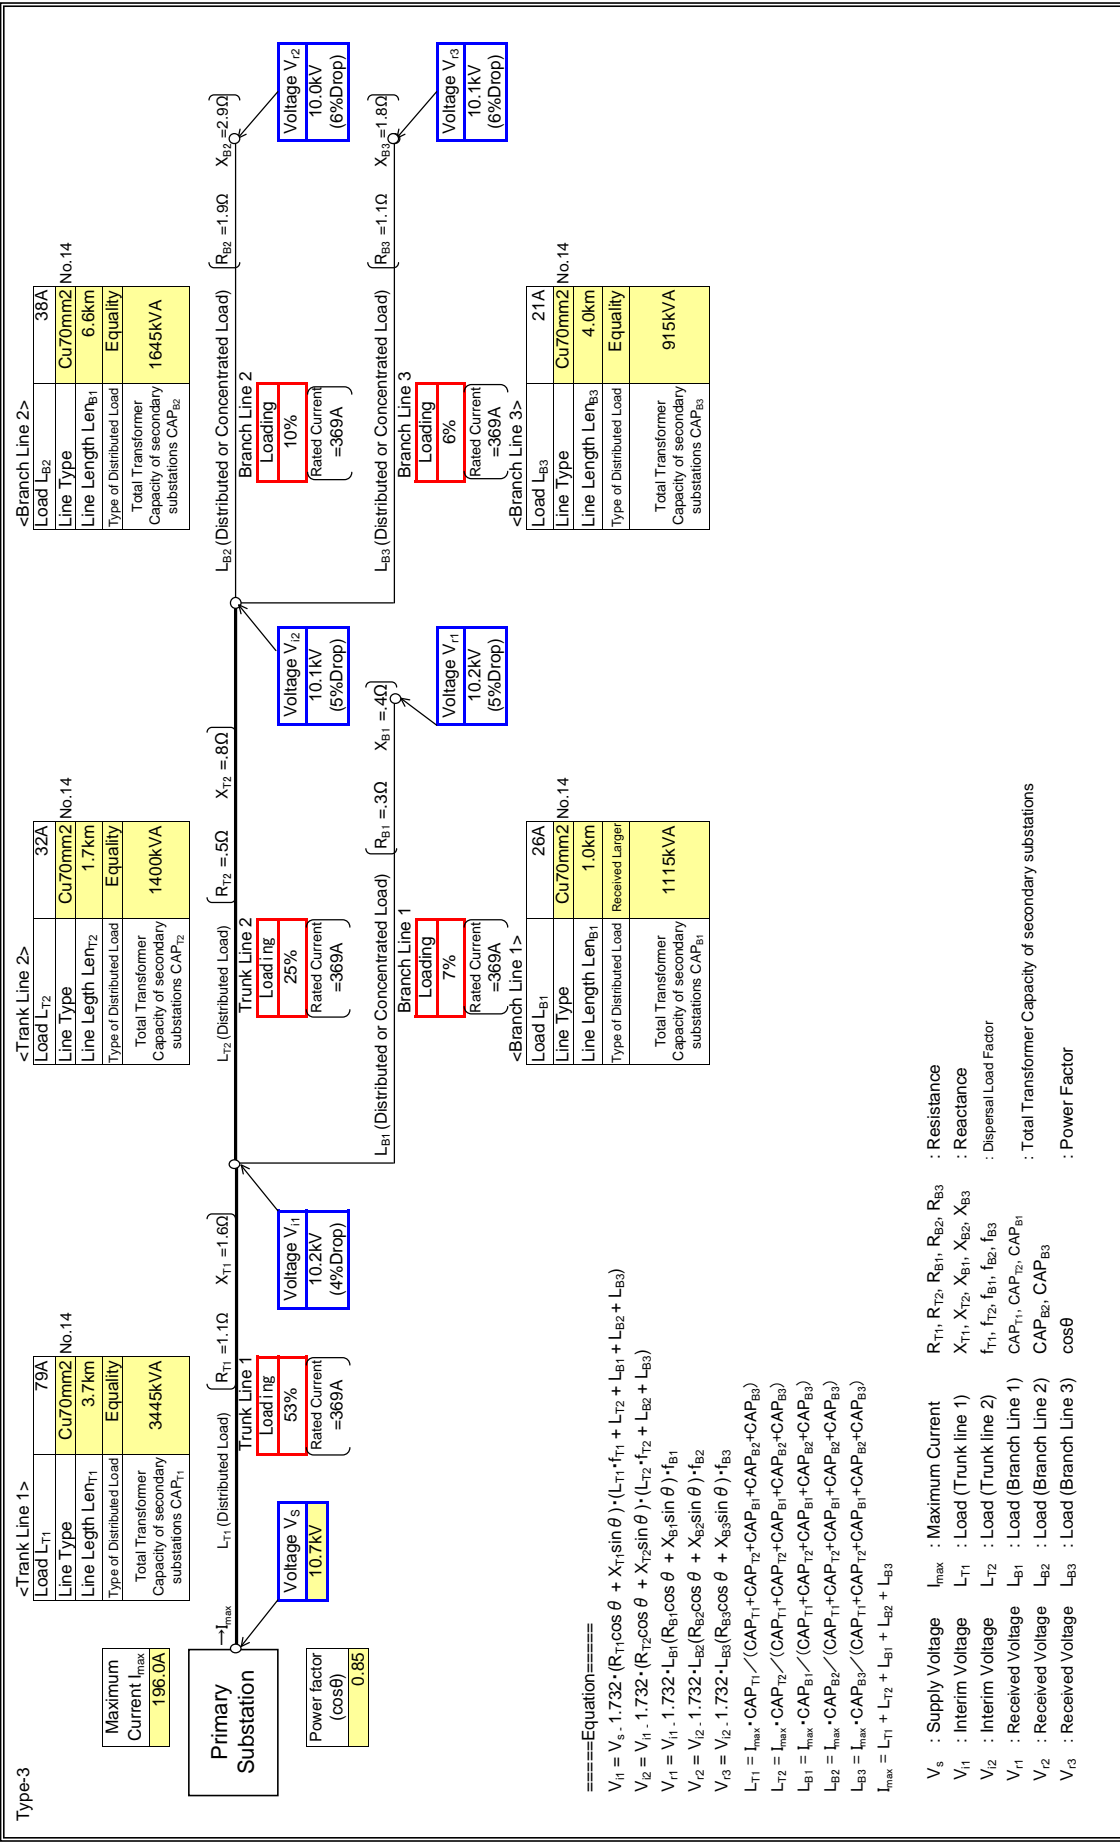 Type-3
Maximum
Current Imax
196.0A
Primary
Substation
Power factor
(cosθ)
0.85
→Imax
Voltage Vs
10.7kV
<Trank Line 1>
Load LT1 79A
Line Type Cu70mm2 No.14
Line Legth LenT1 3.7km
Type of Distributed Load Equality
Total Transformer
Capacity of secondary
substations CAPT1
3445kVA
LT1 (Distributed Load)
RT1 =1.1Ω XT1 =1.6Ω
Trunk Line 1
Loading
53%
Rated Current
=369A
Voltage Vi1
10.2kV
(4%Drop)
<Trank Line 2>
Load LT2 32A
Line Type Cu70mm2 No.14
Line Legth LenT2 1.7km
Type of Distributed Load Equality
Total Transformer
Capacity of secondary
substations CAPT2
1400kVA
LT2 (Distributed Load)
RT2 =.5Ω XT2 =.8Ω
Trunk Line 2
Loading
25%
Rated Current
=369A
Voltage Vi2
10.1kV
(5%Drop)
LB1 (Distributed or Concentrated Load)
RB1 =.3Ω XB1 =.4Ω
Branch Line 1
Loading
7%
Rated Current
=369A
Voltage Vr1
10.2kV
(5%Drop)
<Branch Line 1>
Load LB1 26A
Line Type Cu70mm2 No.14
Line Length LenB1 1.0km
Type of Distributed Load Received Larger
Total Transformer
Capacity of secondary
substations CAPB1
1115kVA
<Branch Line 2>
Load LB2 38A
Line Type Cu70mm2 No.14
Line Length LenB1 6.6km
Type of Distributed Load Equality
Total Transformer
Capacity of secondary
substations CAPB2
1645kVA
LB2 (Distributed or Concentrated Load)
RB2 =1.9Ω XB2 =2.9Ω
Branch Line 2
Loading
10%
Rated Current
=369A
Voltage Vr2
10.0kV
(6%Drop)
LB3 (Distributed or Concentrated Load)
RB3 =1.1Ω XB3 =1.8Ω
Branch Line 3
Loading
6%
Rated Current
=369A
Voltage Vr3
10.1kV
(6%Drop)
<Branch Line 3>
Load LB3 21A
Line Type Cu70mm2 No.14
Line Length LenB3 4.0km
Type of Distributed Load Equality
Total Transformer
Capacity of secondary
substations CAPB3
915kVA
=====Equation=====
Vi1 = Vs - 1.732・(RT1cos θ + XT1sin θ)・(LT1・fT1 + LT2 + LB1 + LB2 + LB3)
Vi2 = Vi1 - 1.732・(RT2cos θ + XT2sin θ)・(LT2・fT2 + LB2 + LB3)
Vr1 = Vi1 - 1.732・LB1(RB1cos θ + XB1sin θ)・fB1
Vr2 = Vi2 - 1.732・LB2(RB2cos θ + XB2sin θ)・fB2
Vr3 = Vi2 - 1.732・LB3(RB3cos θ + XB3sin θ)・fB3
LT1 = Imax・CAPT1／(CAPT1+CAPT2+CAPB1+CAPB2+CAPB3)
LT2 = Imax・CAPT2／(CAPT1+CAPT2+CAPB1+CAPB2+CAPB3)
LB1 = Imax・CAPB1／(CAPT1+CAPT2+CAPB1+CAPB2+CAPB3)
LB2 = Imax・CAPB2／(CAPT1+CAPT2+CAPB1+CAPB2+CAPB3)
LB3 = Imax・CAPB3／(CAPT1+CAPT2+CAPB1+CAPB2+CAPB3)
Imax = LT1 + LT2 + LB1 + LB2 + LB3
Vs : Supply Voltage Imax : Maximum Current RT1, RT2, RB1, RB2, RB3 : Resistance
Vi1 : Interim Voltage LT1 : Load (Trunk line 1) XT1, XT2, XB1, XB2, XB3 : Reactance
Vi2 : Interim Voltage LT2 : Load (Trunk line 2) fT1, fT2, fB1, fB2, fB3 : Dispersal Load Factor
Vr1 : Received Voltage LB1 : Load (Branch Line 1) CAPT1, CAPT2, CAPB1 : Total Transformer Capacity of secondary substations
Vr2 : Received Voltage LB2 : Load (Branch Line 2) CAPB2, CAPB3
Vr3 : Received Voltage LB3 : Load (Branch Line 3) cosθ : Power Factor